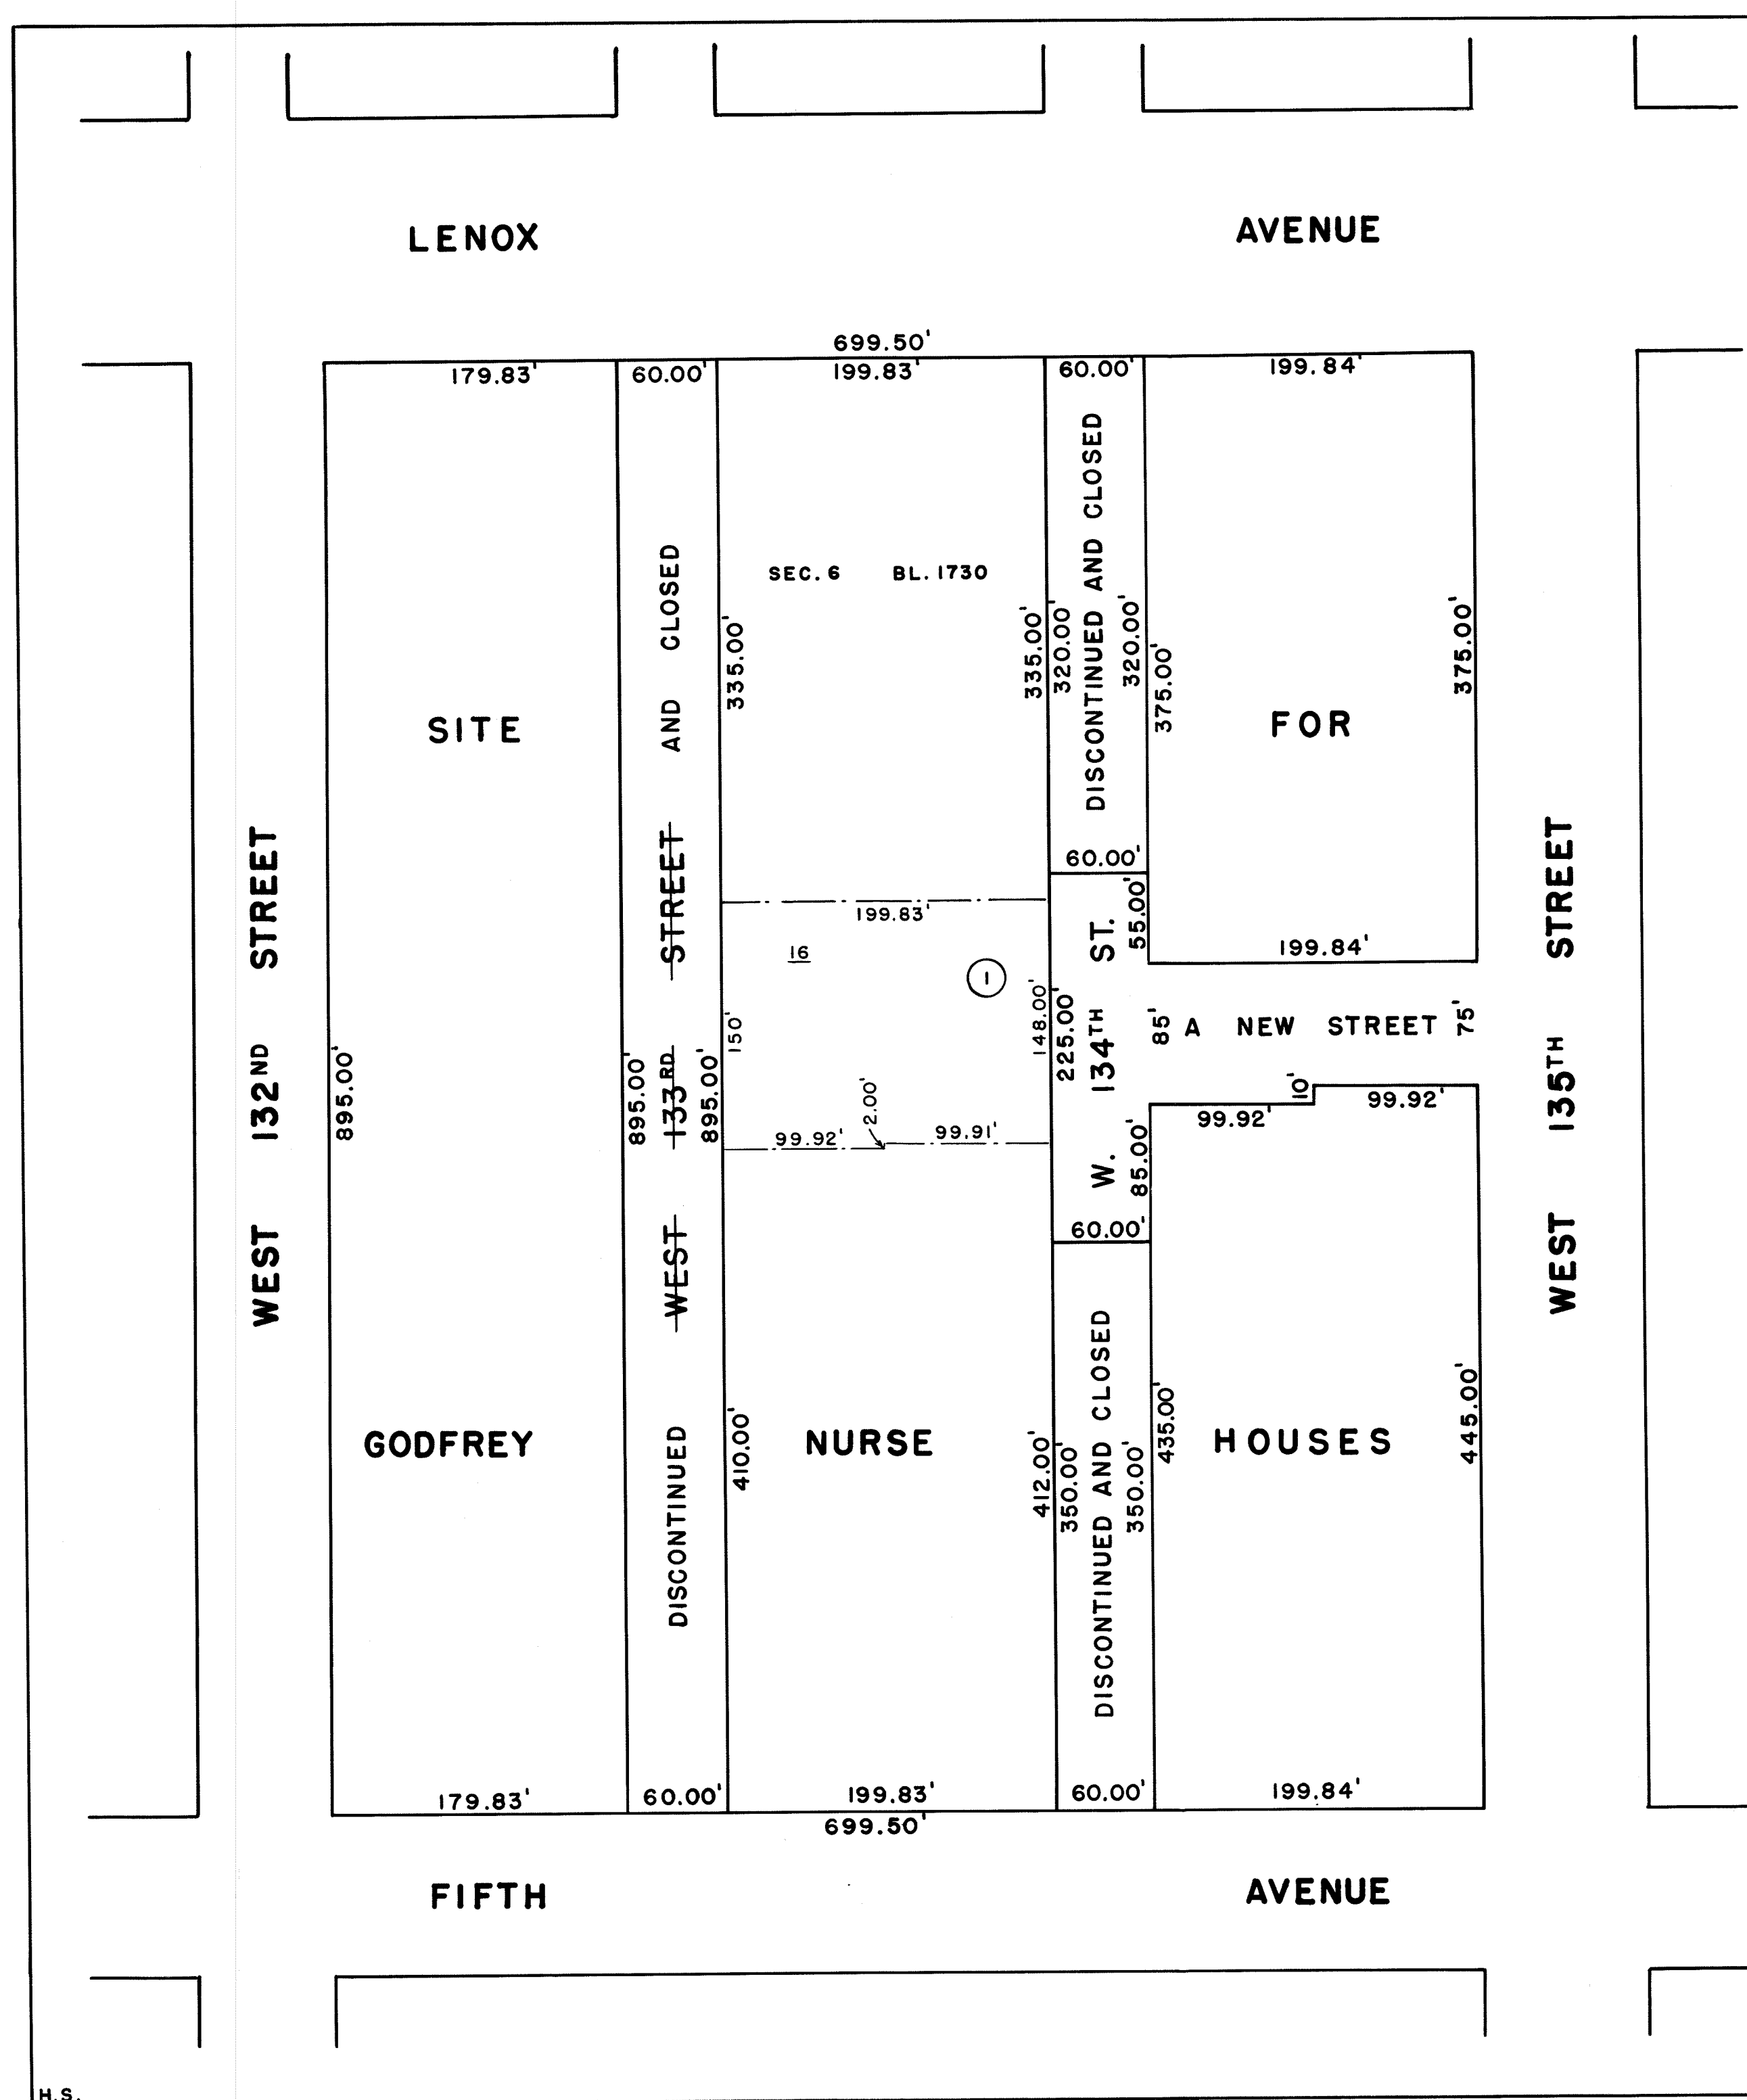 LENOX AVENUE
699.50'
179.83' 60.00' 199.83' 60.00' 199.84'
DISCONTINUED AND CLOSED
SEC. 6 BL. 1730
335.00'
335.00'
320.00'
320.00'
375.00'
375.00'
SITE
FOR
60.00'
55.00'
199.83'
199.84'
16
1
WEST 132ND STREET
DISCONTINUED WEST 133RD STREET AND CLOSED
W. 134TH ST.
WEST 135TH STREET
85' A NEW STREET 75'
895.00'
895.00'
895.00'
150'
148.00'
225.00'
2.00'
99.92'
99.91'
10'
99.92'
99.92'
85.00'
60.00'
DISCONTINUED AND CLOSED
410.00'
412.00'
350.00'
350.00'
435.00'
445.00'
GODFREY NURSE HOUSES
179.83' 60.00' 199.83' 60.00' 199.84'
699.50'
FIFTH AVENUE
H.S.